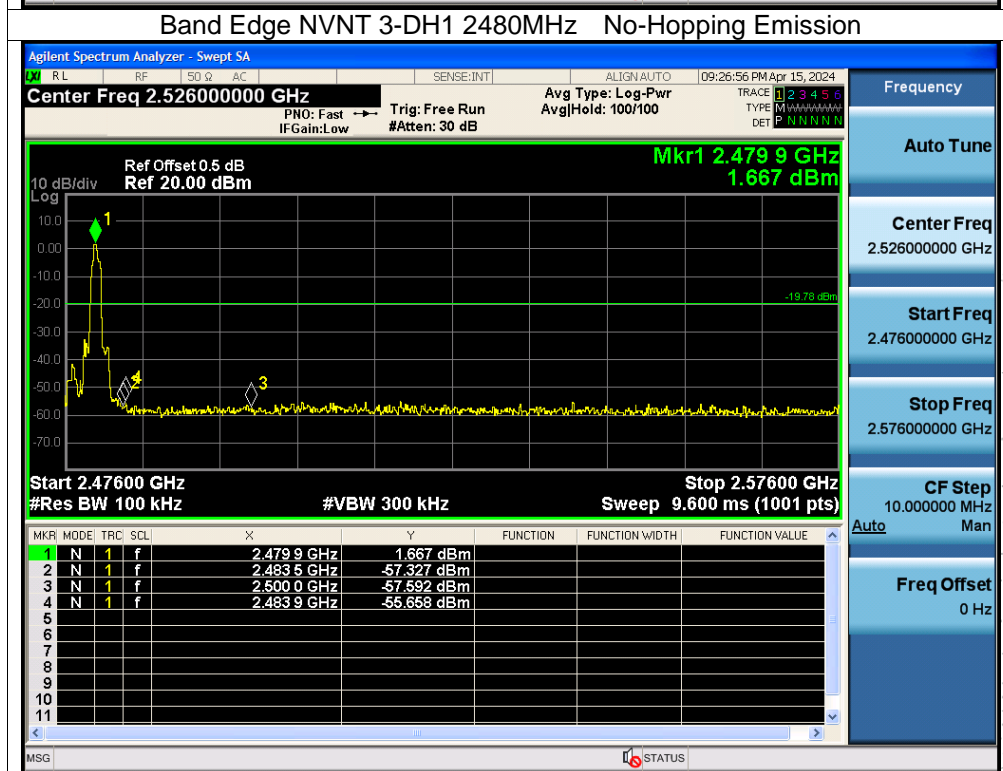 Band Edge NVNT 3-DH1 2480MHz No-Hopping Emission
Agilent Spectrum Analyzer - Swept SA
LXI RL RF 50 Ω AC SENSE:INT ALIGN AUTO 09:26:56 PM Apr 15, 2024
Center Freq 2.526000000 GHz
PNO: Fast
IFGain:Low
Trig: Free Run
#Atten: 30 dB
Avg Type: Log-Pwr
Avg|Hold: 100/100
TRACE 1 2 3 4 5 6
TYPE M
DET P N N N N N
Mkr1 2.479 9 GHz
1.667 dBm
Ref Offset 0.5 dB
10 dB/div Ref 20.00 dBm
Log
10.0
0.00
-10.0
-20.0
-30.0
-40.0
-50.0
-60.0
-70.0
1
-19.78 dBm
2
4
3
Start 2.47600 GHz Stop 2.57600 GHz
#Res BW 100 kHz #VBW 300 kHz Sweep 9.600 ms (1001 pts)
MKR MODE TRC SCL X Y FUNCTION FUNCTION WIDTH FUNCTION VALUE
1 N 1 f 2.479 9 GHz 1.667 dBm
2 N 1 f 2.483 5 GHz -57.327 dBm
3 N 1 f 2.500 0 GHz -57.592 dBm
4 N 1 f 2.483 9 GHz -55.658 dBm
5
6
7
8
9
10
11
MSG STATUS
Frequency
Auto Tune
Center Freq
2.526000000 GHz
Start Freq
2.476000000 GHz
Stop Freq
2.576000000 GHz
CF Step
10.000000 MHz
Auto Man
Freq Offset
0 Hz